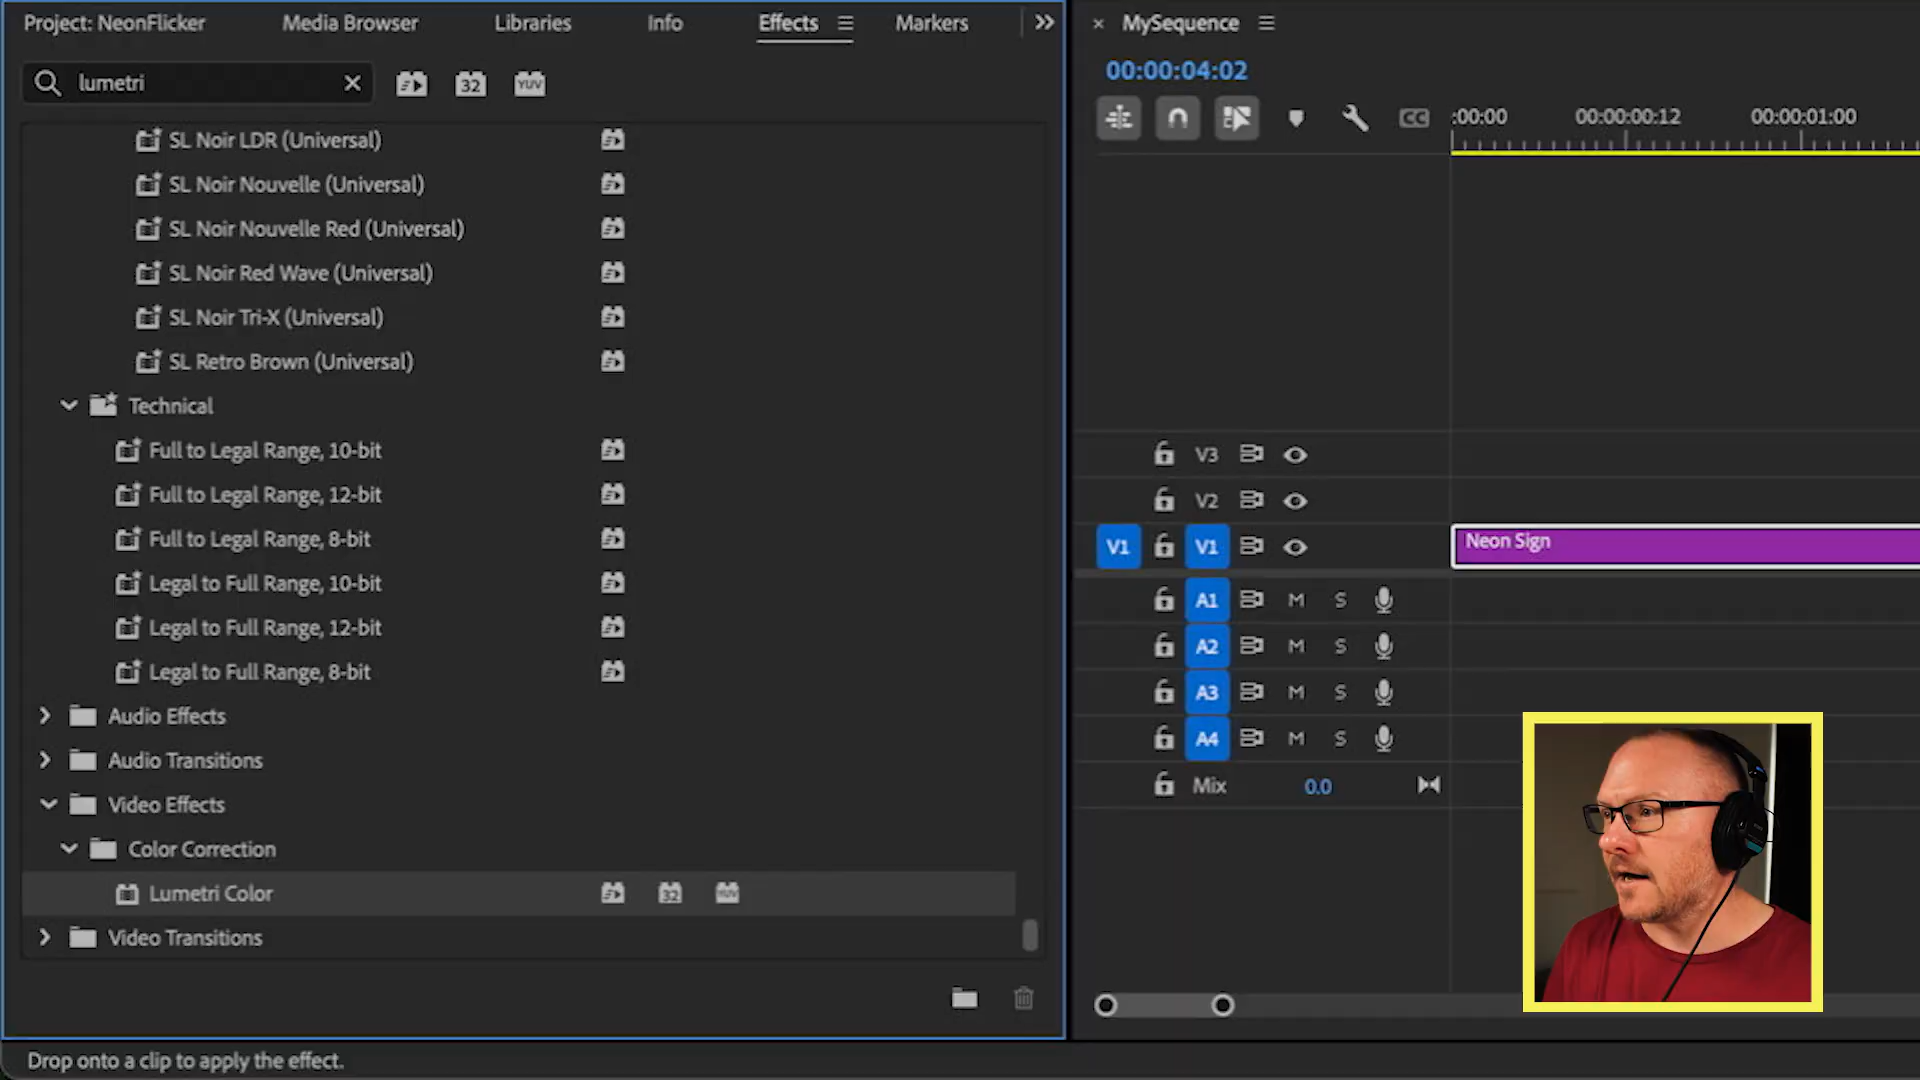 Project: NeonFlicker
Media Browser
Libraries
Info
Effects
Markers
lumetri
32
YUV
SL Noir LDR (Universal)
SL Noir Nouvelle (Universal)
SL Noir Nouvelle Red (Universal)
SL Noir Red Wave (Universal)
SL Noir Tri-X (Universal)
SL Retro Brown (Universal)
Technical
Full to Legal Range, 10-bit
Full to Legal Range, 12-bit
Full to Legal Range, 8-bit
Legal to Full Range, 10-bit
Legal to Full Range, 12-bit
Legal to Full Range, 8-bit
Audio Effects
Audio Transitions
Video Effects
Color Correction
Lumetri Color
32
YUV
Video Transitions
Drop onto a clip to apply the effect.
MySequence
00:00:04:02
CC
:00:00
00:00:00:12
00:00:01:00
V3
V2
V1
V1
Neon Sign
A1
M
S
A2
M
S
A3
M
S
A4
M
S
Mix
0.0